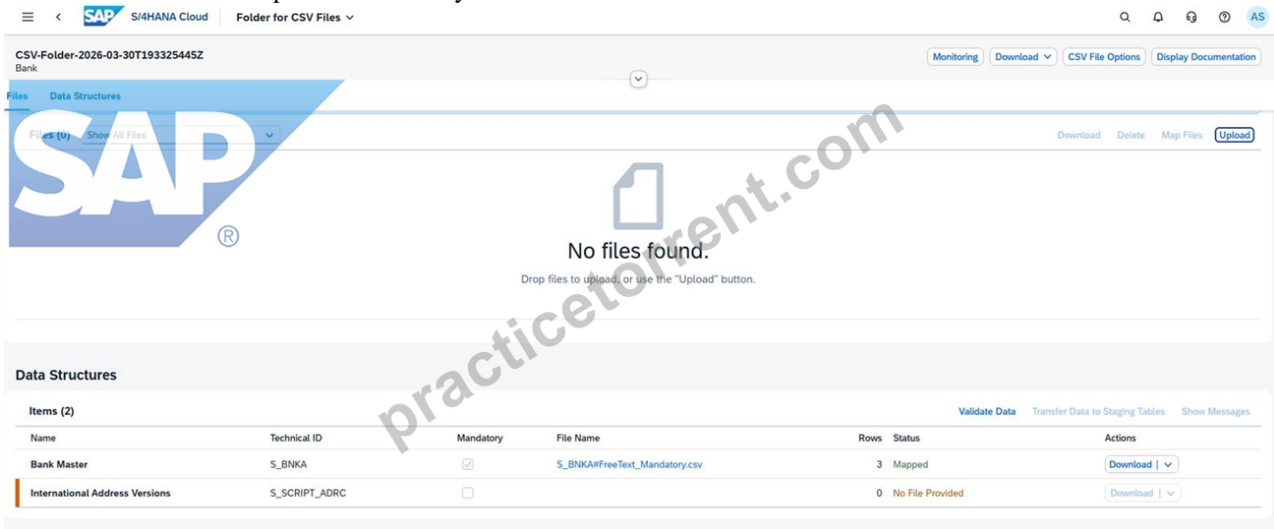 SAP S/4HANA Cloud Folder for CSV Files AS
CSV-Folder-2026-03-30T193325445Z
Bank
Monitoring Download CSV File Options Display Documentation
Files Data Structures
Files (0) Show All Files
Download Delete Map Files Upload
SAP
®
No files found.
Drop files to upload, or use the "Upload" button.
practicetorrent.com
Data Structures
Items (2)
Validate Data Transfer Data to Staging Tables Show Messages
Name Technical ID Mandatory File Name Rows Status Actions
Bank Master S_BNKA S_BNKA#FreeText_Mandatory.csv 3 Mapped Download
International Address Versions S_SCRIPT_ADRC 0 No File Provided Download